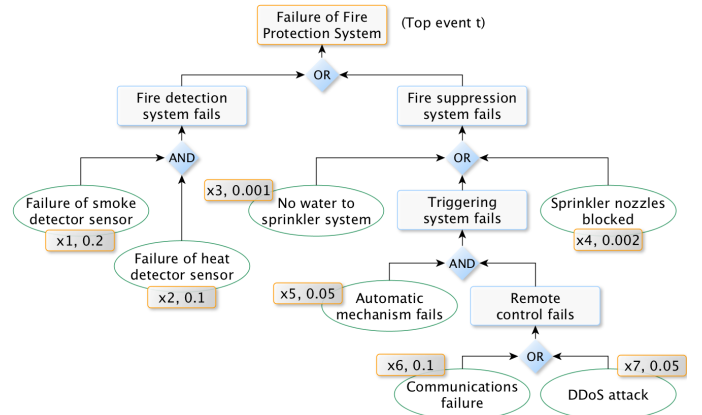 Failure of Fire
Protection System
(Top event t)
OR
Fire detection
system fails
Fire suppression
system fails
AND
OR
x3, 0.001
Failure of smoke
detector sensor
x1, 0.2
No water to
sprinkler system
Triggering
system fails
Sprinkler nozzles
blocked
x4, 0.002
Failure of heat
detector sensor
x2, 0.1
AND
x5, 0.05
Automatic
mechanism fails
Remote
control fails
OR
x6, 0.1
x7, 0.05
Communications
failure
DDoS attack